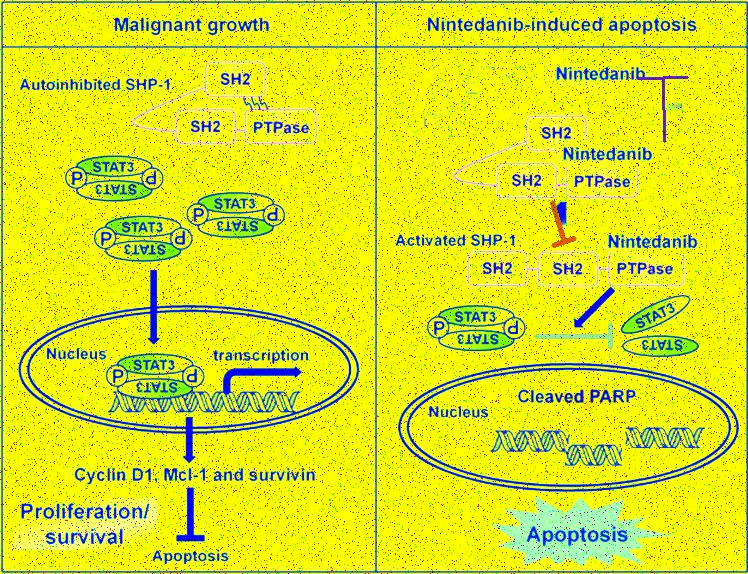 Malignant growth
Autoinhibited SHP-1
SH2
SH2
PTPase
STAT3
P
P
STAT3
STAT3
P
P
STAT3
STAT3
P
P
STAT3
Nucleus
STAT3
P
P
STAT3
transcription
Cyclin D1, Mcl-1 and survivin
Proliferation/
survival
Apoptosis
Nintedanib-induced apoptosis
Nintedanib
SH2
Nintedanib
SH2
PTPase
Activated SHP-1
Nintedanib
SH2
SH2
PTPase
STAT3
P
P
STAT3
STAT3
STAT3
Cleaved PARP
Nucleus
Apoptosis